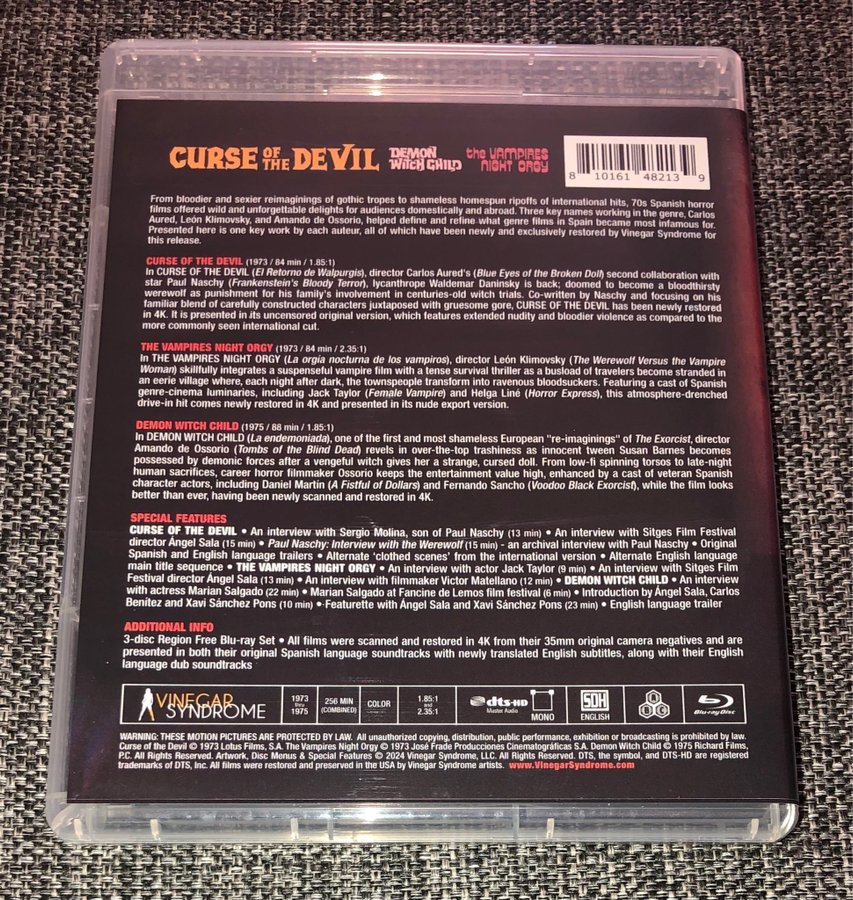 CURSE OF THE DEVIL DEMON WITCH CHILD the VAMPIRES NIGHT ORGY
8 10161 48213 9
From bloodier and sexier reimaginings of gothic tropes to shameless homespun ripoffs of international hits, 70s Spanish horror
films offered wild and unforgettable delights for audiences domestically and abroad. Three key names working in the genre, Carlos
Aured, León Klimovsky, and Amando de Ossorio, helped define and refine what genre films in Spain became most infamous for.
Presented here is one key work by each auteur, all of which have been newly and exclusively restored by Vinegar Syndrome for
this release.
CURSE OF THE DEVIL (1973 / 84 min / 1.85:1)
In CURSE OF THE DEVIL (El Retorno de Walpurgis), director Carlos Aured's (Blue Eyes of the Broken Doll) second collaboration with
star Paul Naschy (Frankenstein's Bloody Terror), lycanthrope Waldemar Daninsky is back; doomed to become a bloodthirsty
werewolf as punishment for his family's involvement in centuries-old witch trials. Co-written by Naschy and focusing on his
familiar blend of carefully constructed characters juxtaposed with gruesome gore, CURSE OF THE DEVIL has been newly restored
in 4K. It is presented in its uncensored original version, which features extended nudity and bloodier violence as compared to the
more commonly seen international cut.
THE VAMPIRES NIGHT ORGY (1973 / 84 min / 2.35:1)
In THE VAMPIRES NIGHT ORGY (La orgía nocturna de los vampiros), director León Klimovsky (The Werewolf Versus the Vampire
Woman) skillfully integrates a suspenseful vampire film with a tense survival thriller as a busload of travelers become stranded in
an eerie village where, each night after dark, the townspeople transform into ravenous bloodsuckers. Featuring a cast of Spanish
genre-cinema luminaries, including Jack Taylor (Female Vampire) and Helga Liné (Horror Express), this atmosphere-drenched
drive-in hit comes newly restored in 4K and presented in its nude export version.
DEMON WITCH CHILD (1975 / 88 min / 1.85:1)
In DEMON WITCH CHILD (La endemoniada), one of the first and most shameless European "re-imaginings" of The Exorcist, director
Amando de Ossorio (Tombs of the Blind Dead) revels in over-the-top trashiness as innocent tween Susan Barnes becomes
possessed by demonic forces after a vengeful witch gives her a strange, cursed doll. From low-fi spinning torsos to late-night
human sacrifices, career horror filmmaker Ossorio keeps the entertainment value high, enhanced by a cast of veteran Spanish
character actors, including Daniel Martín (A Fistful of Dollars) and Fernando Sancho (Voodoo Black Exorcist), while the film looks
better than ever, having been newly scanned and restored in 4K.
SPECIAL FEATURES
CURSE OF THE DEVIL • An interview with Sergio Molina, son of Paul Naschy (13 min) • An interview with Sitges Film Festival
director Ángel Sala (15 min) • Paul Naschy: Interview with the Werewolf (15 min) - an archival interview with Paul Naschy • Original
Spanish and English language trailers • Alternate 'clothed scenes' from the international version • Alternate English language
main title sequence • THE VAMPIRES NIGHT ORGY • An interview with actor Jack Taylor (9 min) • An interview with Sitges Film
Festival director Ángel Sala (13 min) • An interview with filmmaker Victor Matellano (12 min) • DEMON WITCH CHILD • An interview
with actress Marian Salgado (22 min) • Marian Salgado at Fancine de Lemos film festival (6 min) • Introduction by Ángel Sala, Carlos
Benítez and Xavi Sánchez Pons (10 min) • Featurette with Ángel Sala and Xavi Sánchez Pons (23 min) • English language trailer
ADDITIONAL INFO
3-disc Region Free Blu-ray Set • All films were scanned and restored in 4K from their 35mm original camera negatives and are
presented in both their original Spanish language soundtracks with newly translated English subtitles, along with their English
language dub soundtracks
VINEGAR SYNDROME
1973 thru 1975
256 MIN (COMBINED)
COLOR
1.85:1 and 2.35:1
dts-HD Master Audio
MONO
SDH ENGLISH
Blu-ray Disc
WARNING: THESE MOTION PICTURES ARE PROTECTED BY LAW. All unauthorized copying, distribution, public performance, exhibition or broadcasting is prohibited by law.
Curse of the Devil © 1973 Lotus Films, S.A. The Vampires Night Orgy © 1973 José Frade Producciones Cinematográficas S.A. Demon Witch Child © 1975 Richard Films,
P.C. All Rights Reserved. Artwork, Disc Menus & Special Features © 2024 Vinegar Syndrome, LLC. All Rights Reserved. DTS, the symbol, and DTS-HD are registered
trademarks of DTS, Inc. All films were restored and preserved in the USA by Vinegar Syndrome artists. www.VinegarSyndrome.com